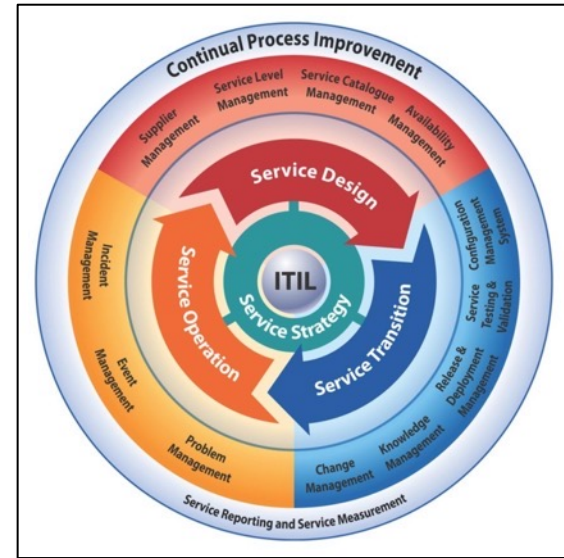 Continual Process Improvement
Supplier
Management
Service Level
Management
Service Catalogue
Management
Availability
Management
Configuration
Management
System
Service
Testing &
Validation
Release &
Deployment
Management
Knowledge
Management
Change
Management
Problem
Management
Event
Management
Incident
Management
Service Design
Service Transition
Service Operation
Service Strategy
ITIL
Service Reporting and Service Measurement